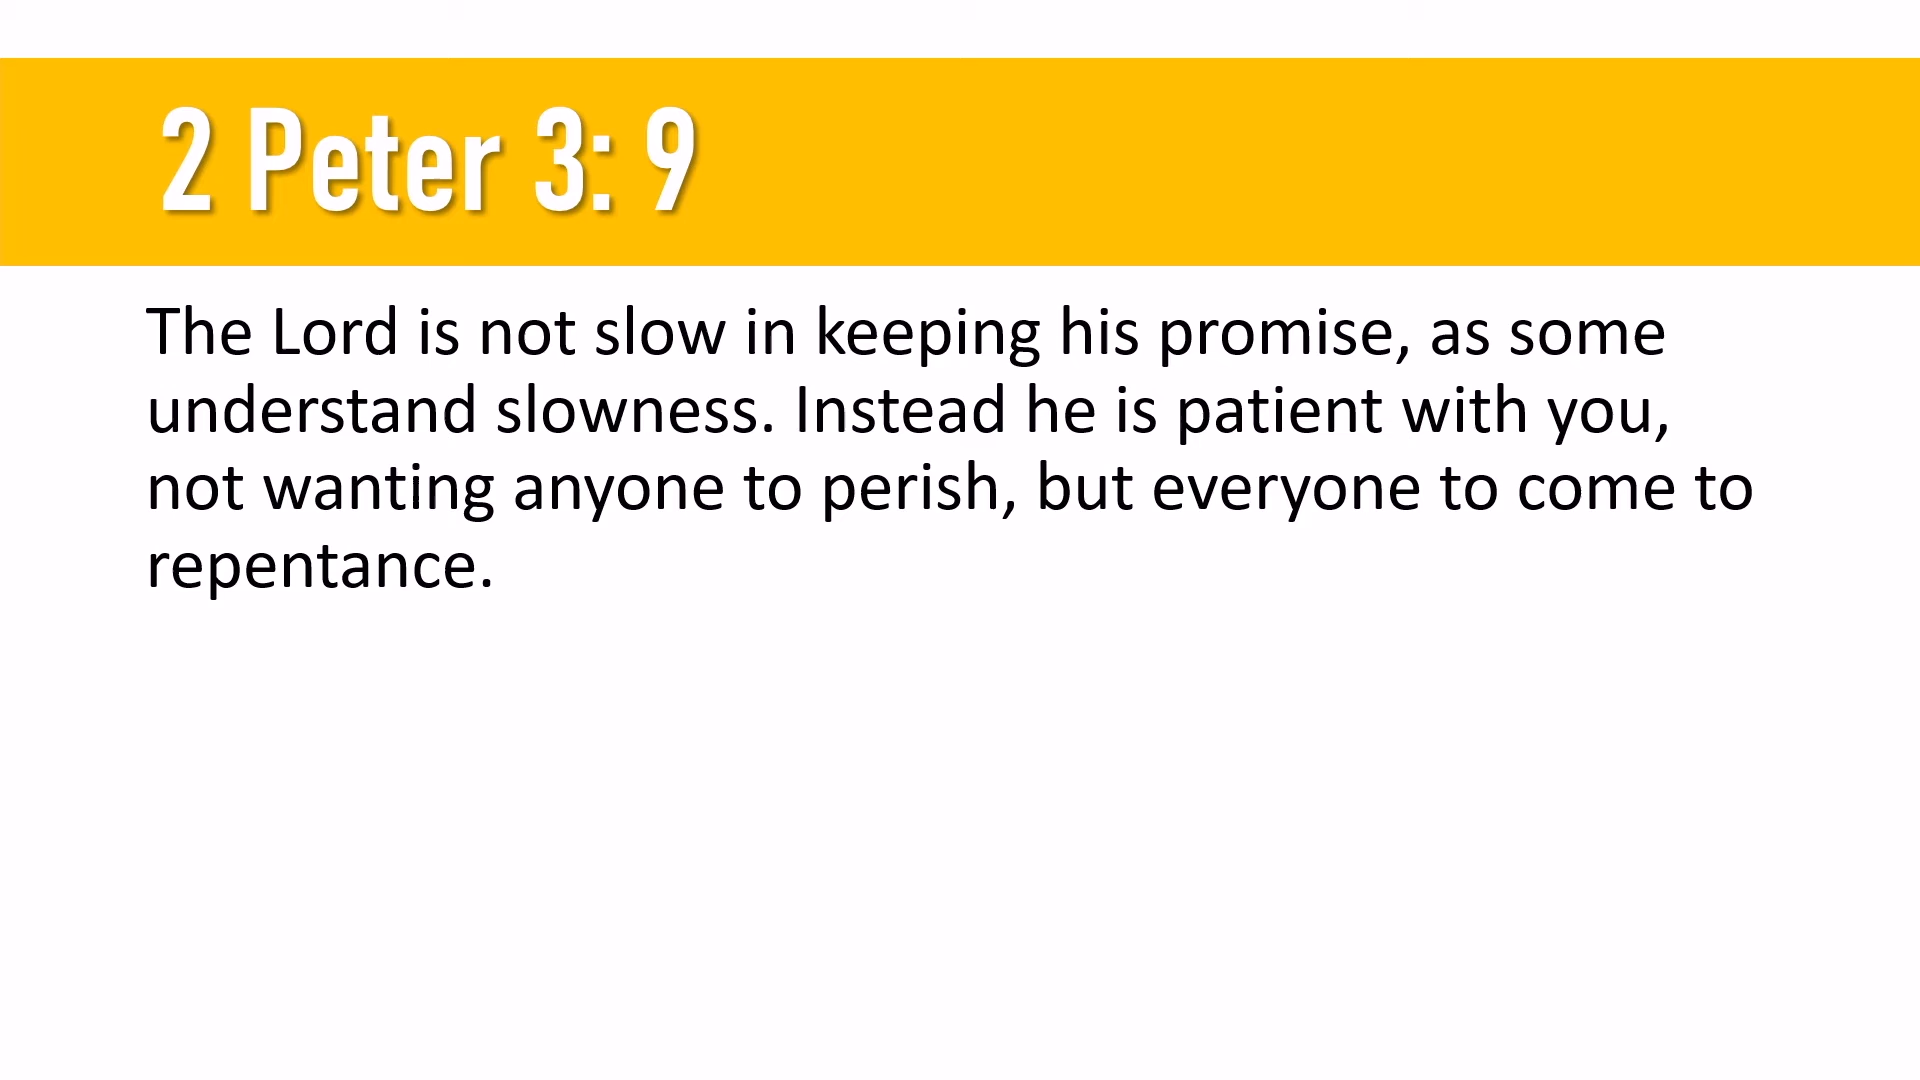 2 Peter 3: 9
The Lord is not slow in keeping his promise, as some
understand slowness. Instead he is patient with you,
not wanting anyone to perish, but everyone to come to
repentance.